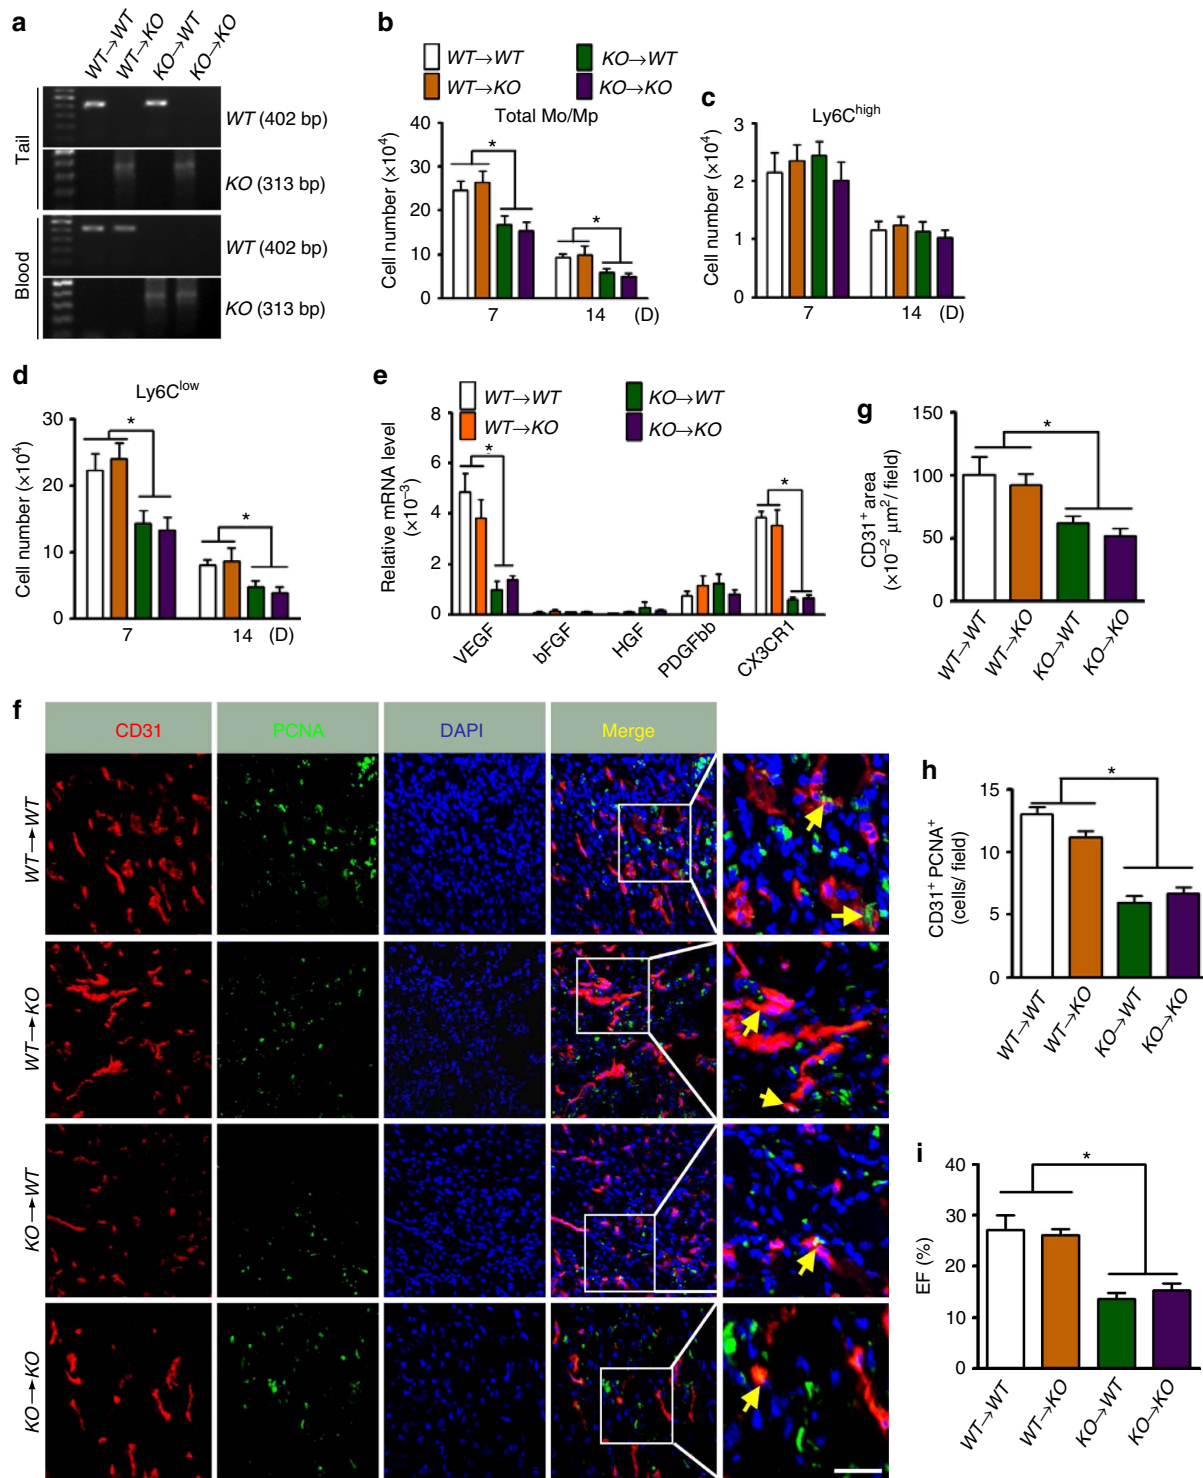 a
WT→WT
WT→KO
KO→WT
KO→KO
Tail
WT (402 bp)
KO (313 bp)
Blood
WT (402 bp)
KO (313 bp)
b
WT→WT
KO→WT
WT→KO
KO→KO
Total Mo/Mp
Cell number (×10⁴)
40
30
20
10
0
*
*
7
14
(D)
c
Ly6Chigh
Cell number (×10⁴)
3
2
1
0
7
14
(D)
d
Ly6Clow
Cell number (×10⁴)
30
20
10
0
*
*
7
14
(D)
e
WT→WT
KO→WT
WT→KO
KO→KO
Relative mRNA level
(×10⁻³)
8
6
4
2
0
*
*
VEGF
bFGF
HGF
PDGFbb
CX3CR1
g
CD31⁺ area
(×10⁻² μm²/ field)
150
100
50
0
*
WT→WT
WT→KO
KO→WT
KO→KO
f
CD31
PCNA
DAPI
Merge
WT→WT
WT→KO
KO→WT
KO→KO
h
CD31⁺ PCNA⁺
(cells/ field)
15
10
5
0
*
WT→WT
WT→KO
KO→WT
KO→KO
i
EF (%)
40
30
20
10
0
*
WT→WT
WT→KO
KO→WT
KO→KO